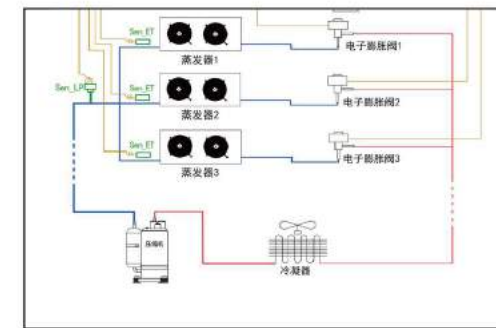 Sen_ET
蒸发器1
电子膨胀阀1
Sen_LP
Sen_ET
蒸发器2
电子膨胀阀2
Sen_ET
蒸发器3
电子膨胀阀3
压缩机
冷凝器